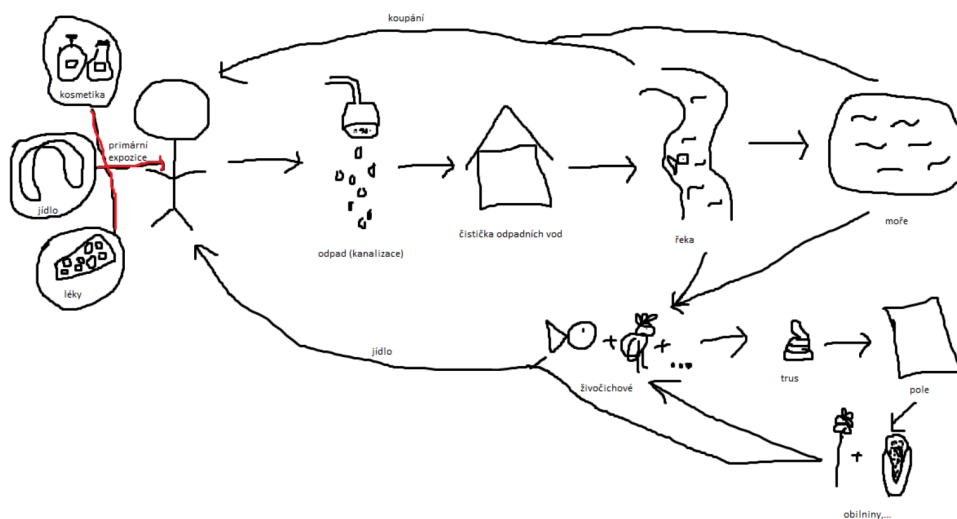 koupání
kosmetika
primární
expozice
jídlo
léky
odpad (kanalizace)
čistička odpadních vod
řeka
moře
jídlo
živočichové
...
trus
pole
obilniny,...